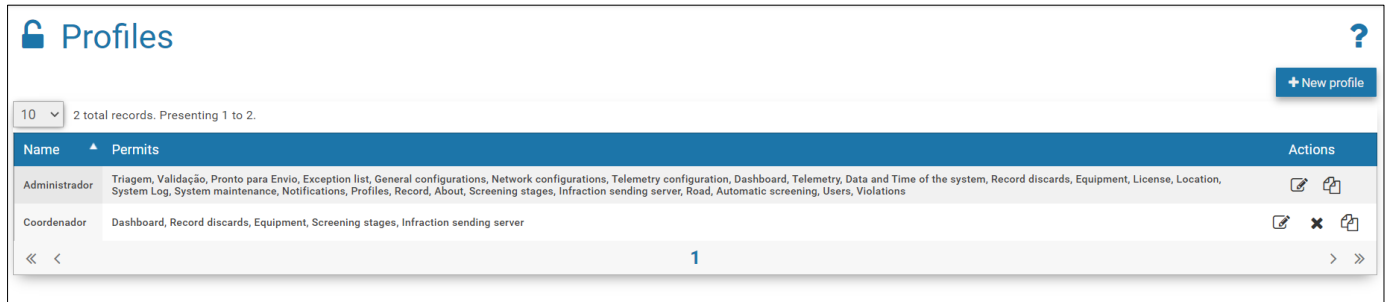 Profiles
?
+ New profile
10
2 total records. Presenting 1 to 2.
Name Permits Actions
Administrador Triagem, Validação, Pronto para Envio, Exception list, General configurations, Network configurations, Telemetry configuration, Dashboard, Telemetry, Data and Time of the system, Record discards, Equipment, License, Location,
System Log, System maintenance, Notifications, Profiles, Record, About, Screening stages, Infraction sending server, Road, Automatic screening, Users, Violations
Coordenador Dashboard, Record discards, Equipment, Screening stages, Infraction sending server
1